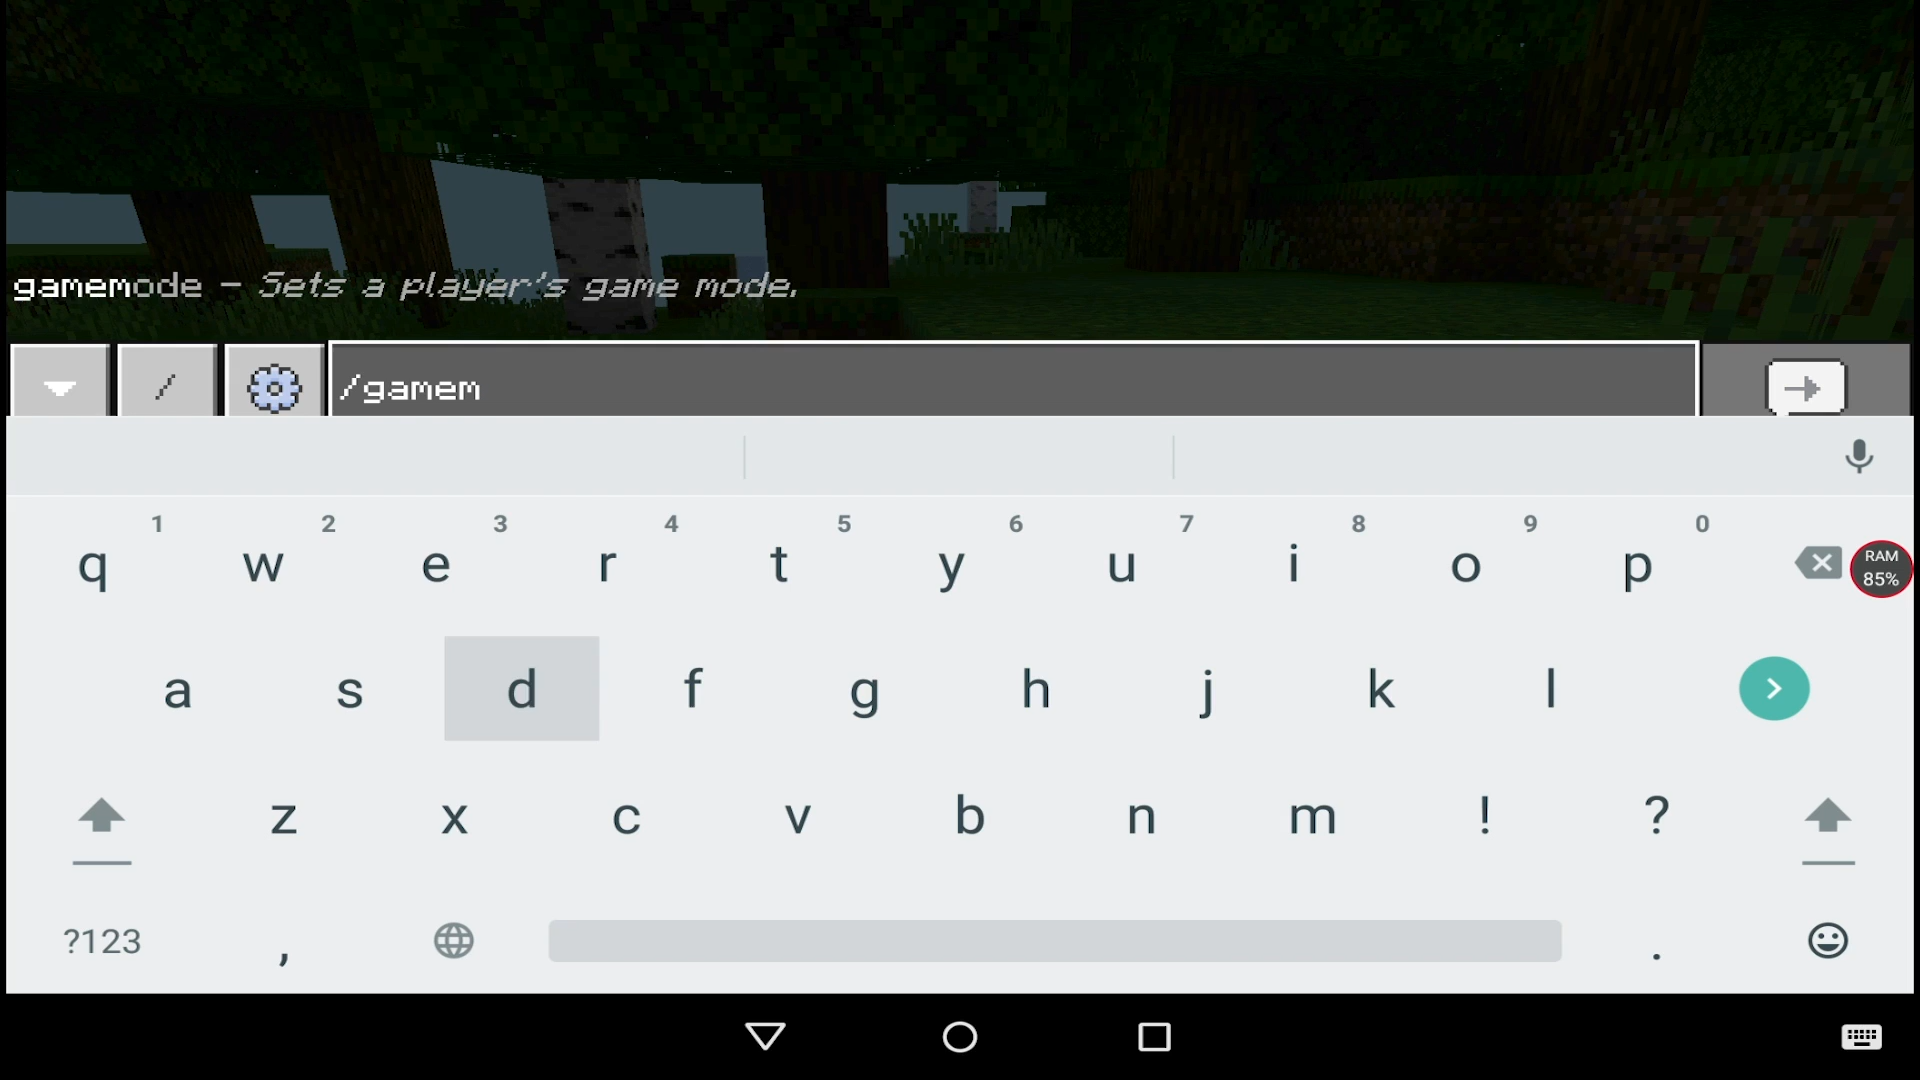 gamemode – Sets a player's game mode.
/ /gamem
1 2 3 4 5 6 7 8 9 0
q w e r t y u i o p
RAM
85%
a s d f g h j k l
z x c v b n m ! ?
?123 , .